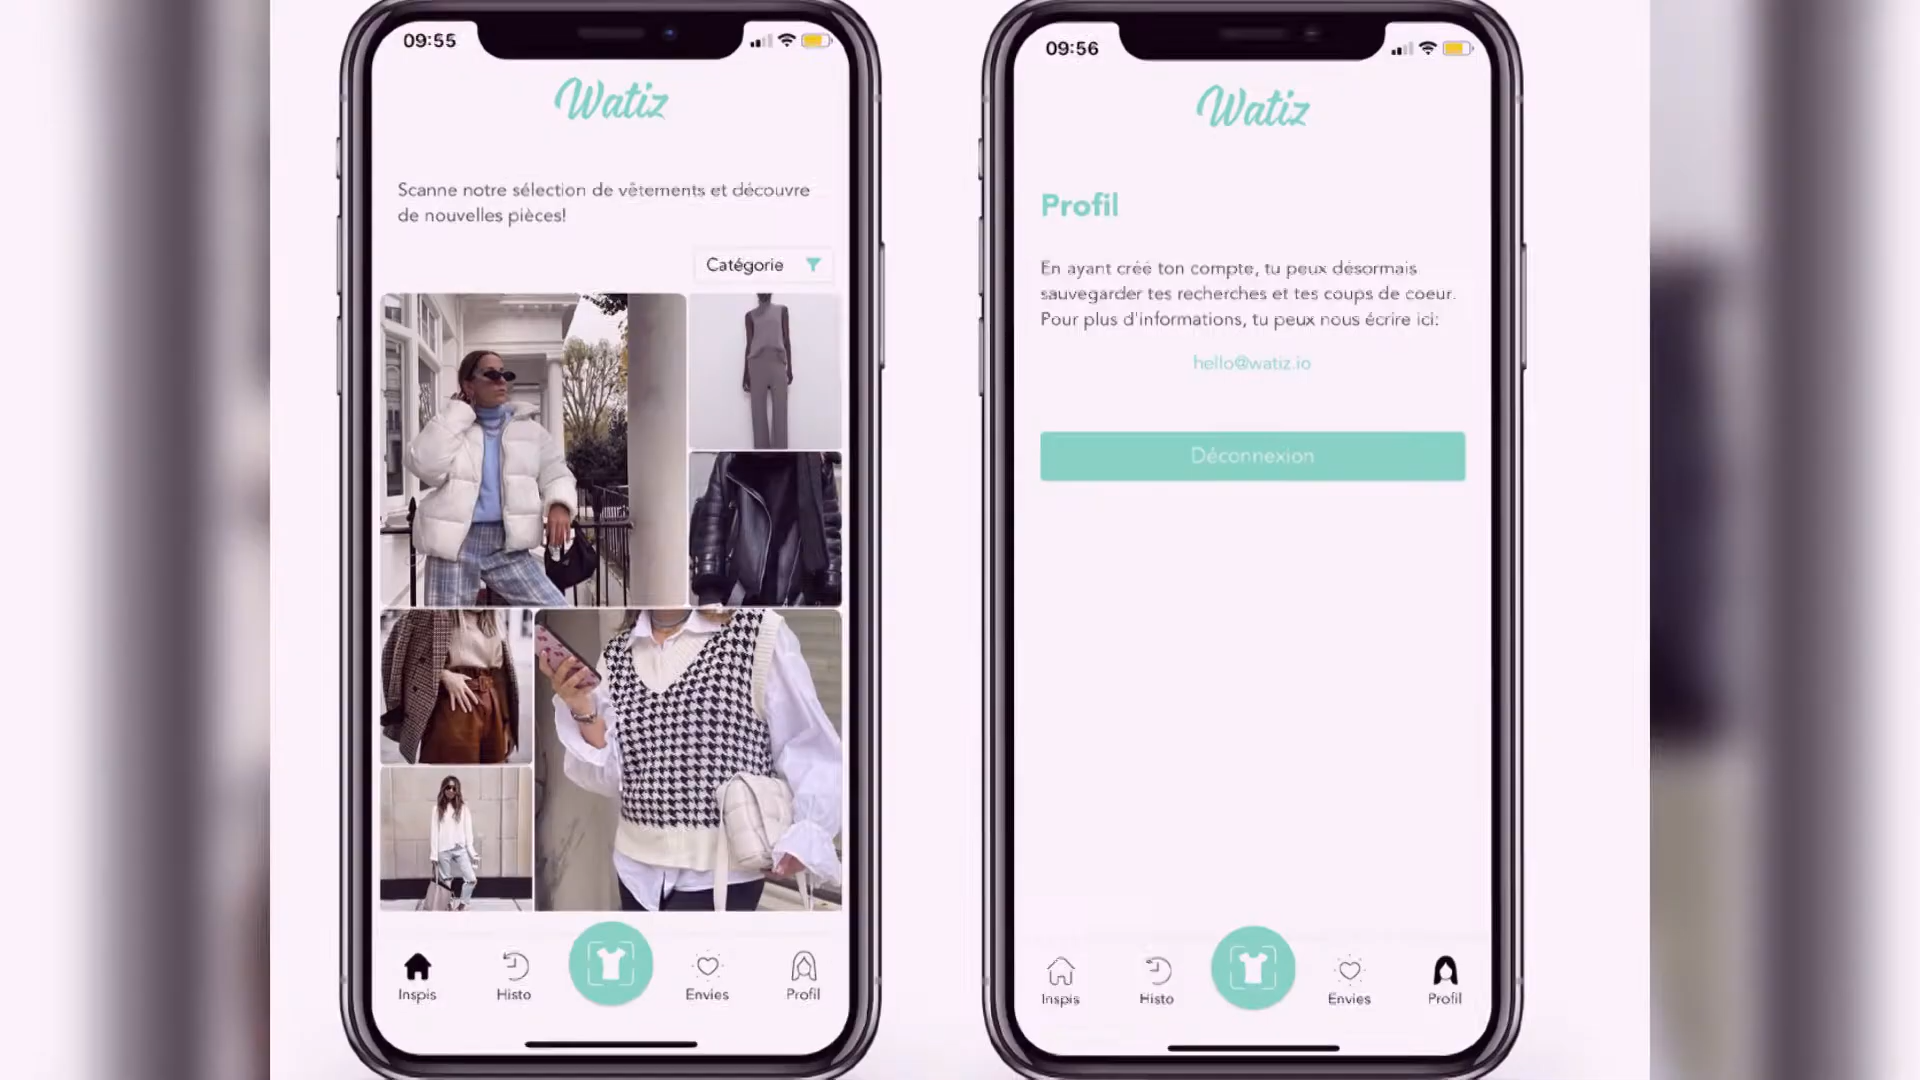 09:55
Watiz
Scanne notre sélection de vêtements et découvre
de nouvelles pièces!
Catégorie
Inspis
Histo
Envies
Profil
09:56
Watiz
Profil
En ayant créé ton compte, tu peux désormais
sauvegarder tes recherches et tes coups de coeur.
Pour plus d'informations, tu peux nous écrire ici:
hello@watiz.io
Déconnexion
Inspis
Histo
Envies
Profil